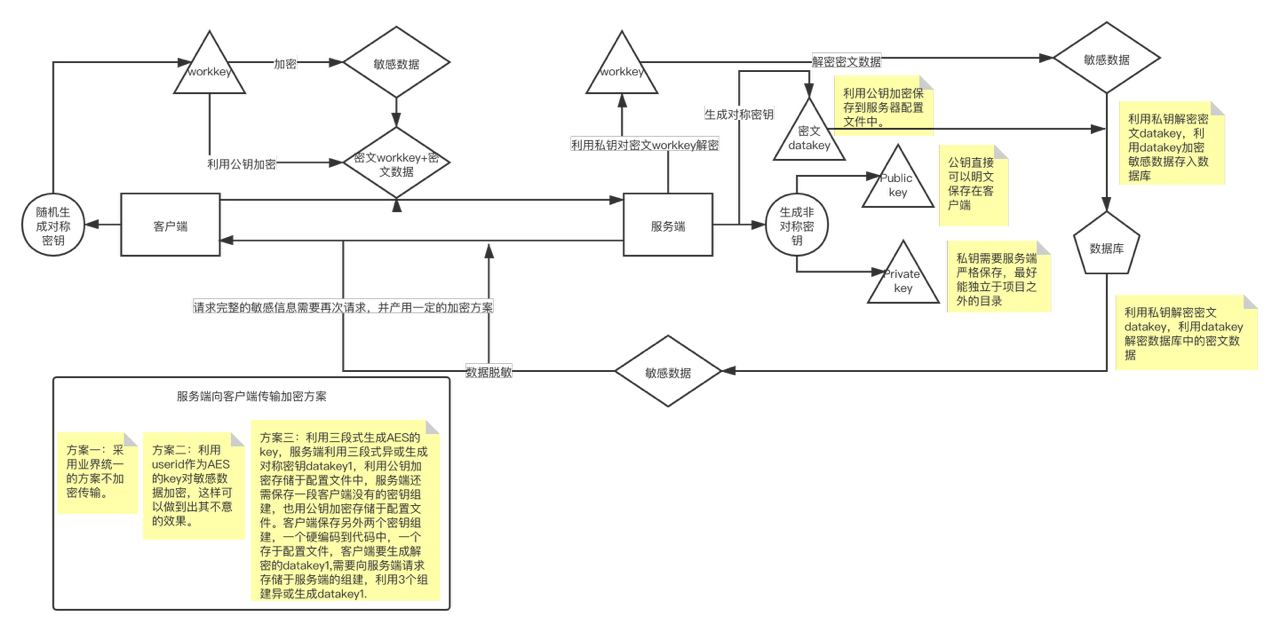 workkey
加密
敏感数据
利用公钥加密
密文workkey+密
文数据
随机生
成对称
密钥
客户端
workkey
解密密文数据
敏感数据
生成对称密钥
利用私钥对密文workkey解密
密文
datakey
利用公钥加密保
存到服务器配置
文件中。
利用私钥解密密
文datakey，利
用datakey加密
敏感数据存入数
据库
服务端
生成非
对称密
钥
Public
key
公钥直接
可以明文
保存在客
户端
Private
key
私钥需要服务端
严格保存，最好
能独立于项目之
外的目录
数据库
利用私钥解密密文
datakey，利用datakey
解密数据库中的密文数
据
请求完整的敏感信息需要再次请求，并产用一定的加密方案
数据脱敏
敏感数据
服务端向客户端传输加密方案
方案一：采
用业界统一
的方案不加
密传输。
方案二：利用
userid作为AES
的key对敏感数
据加密，这样可
以做到出其不意
的效果。
方案三：利用三段式生成AES的
key，服务端利用三段式异或生成
对称密钥datakey1，利用公钥加
密存储于配置文件中，服务端还
需保存一段客户端没有的密钥组
建，也用公钥加密存储于配置文
件。客户端保存另外两个密钥组
建，一个硬编码到代码中，一个
存于配置文件，客户端要生成解
密的datakey1,需要向服务端请求
存储于服务端的组建，利用3个组
建异或生成datakey1.